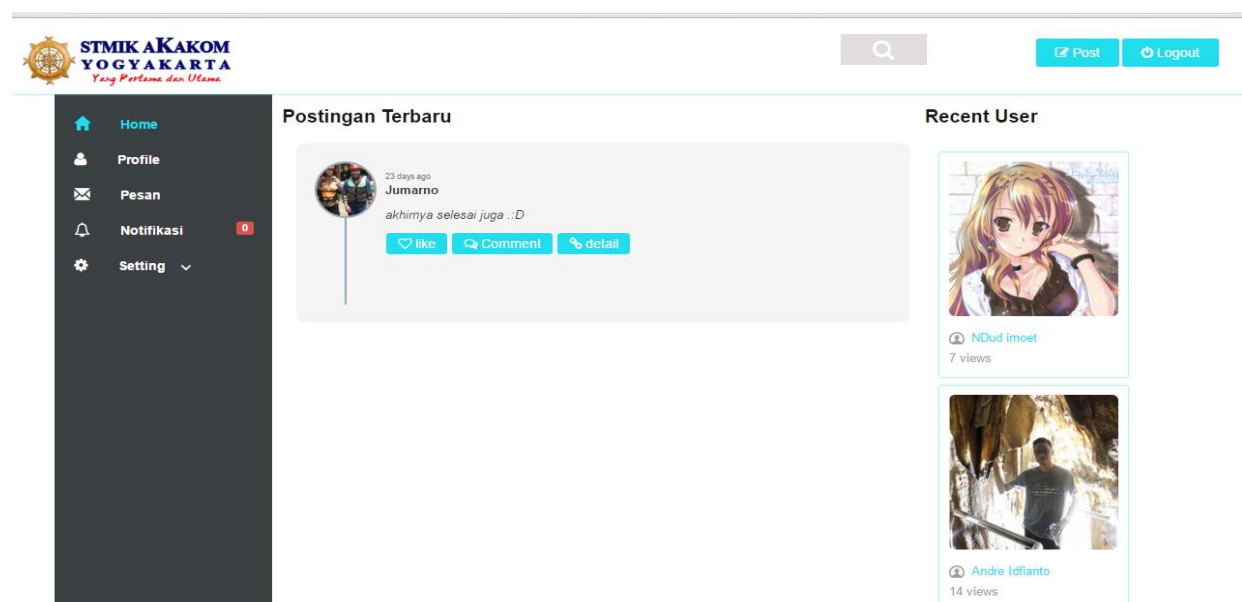 STMIK AKAKOM
YOGYAKARTA
Yang Pertama dan Utama
Post
Logout
Home
Profile
Pesan
Notifikasi 0
Setting
Postingan Terbaru
23 days ago
Jumarno
akhirnya selesai juga .:D
like Comment detail
Recent User
NDud imoet
7 views
Andre Idfianto
14 views